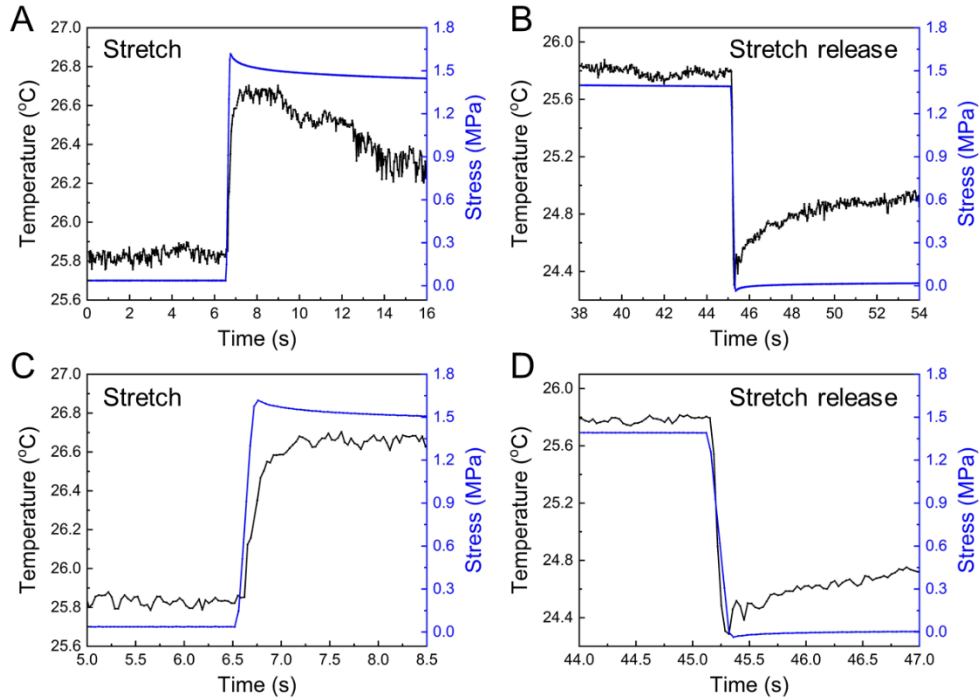 A
Stretch
27.0
26.8
26.6
26.4
26.2
26.0
25.8
25.6
Temperature (°C)
0 2 4 6 8 10 12 14 16
Time (s)
1.8
1.5
1.2
0.9
0.6
0.3
0.0
Stress (MPa)
B
Stretch release
26.0
25.6
25.2
24.8
24.4
Temperature (°C)
38 40 42 44 46 48 50 52 54
Time (s)
1.8
1.5
1.2
0.9
0.6
0.3
0.0
Stress (MPa)
C
Stretch
27.0
26.8
26.6
26.4
26.2
26.0
25.8
25.6
Temperature (°C)
5.0 5.5 6.0 6.5 7.0 7.5 8.0 8.5
Time (s)
1.8
1.5
1.2
0.9
0.6
0.3
0.0
Stress (MPa)
D
Stretch release
26.0
25.6
25.2
24.8
24.4
Temperature (°C)
44.0 44.5 45.0 45.5 46.0 46.5 47.0
Time (s)
1.8
1.5
1.2
0.9
0.6
0.3
0.0
Stress (MPa)